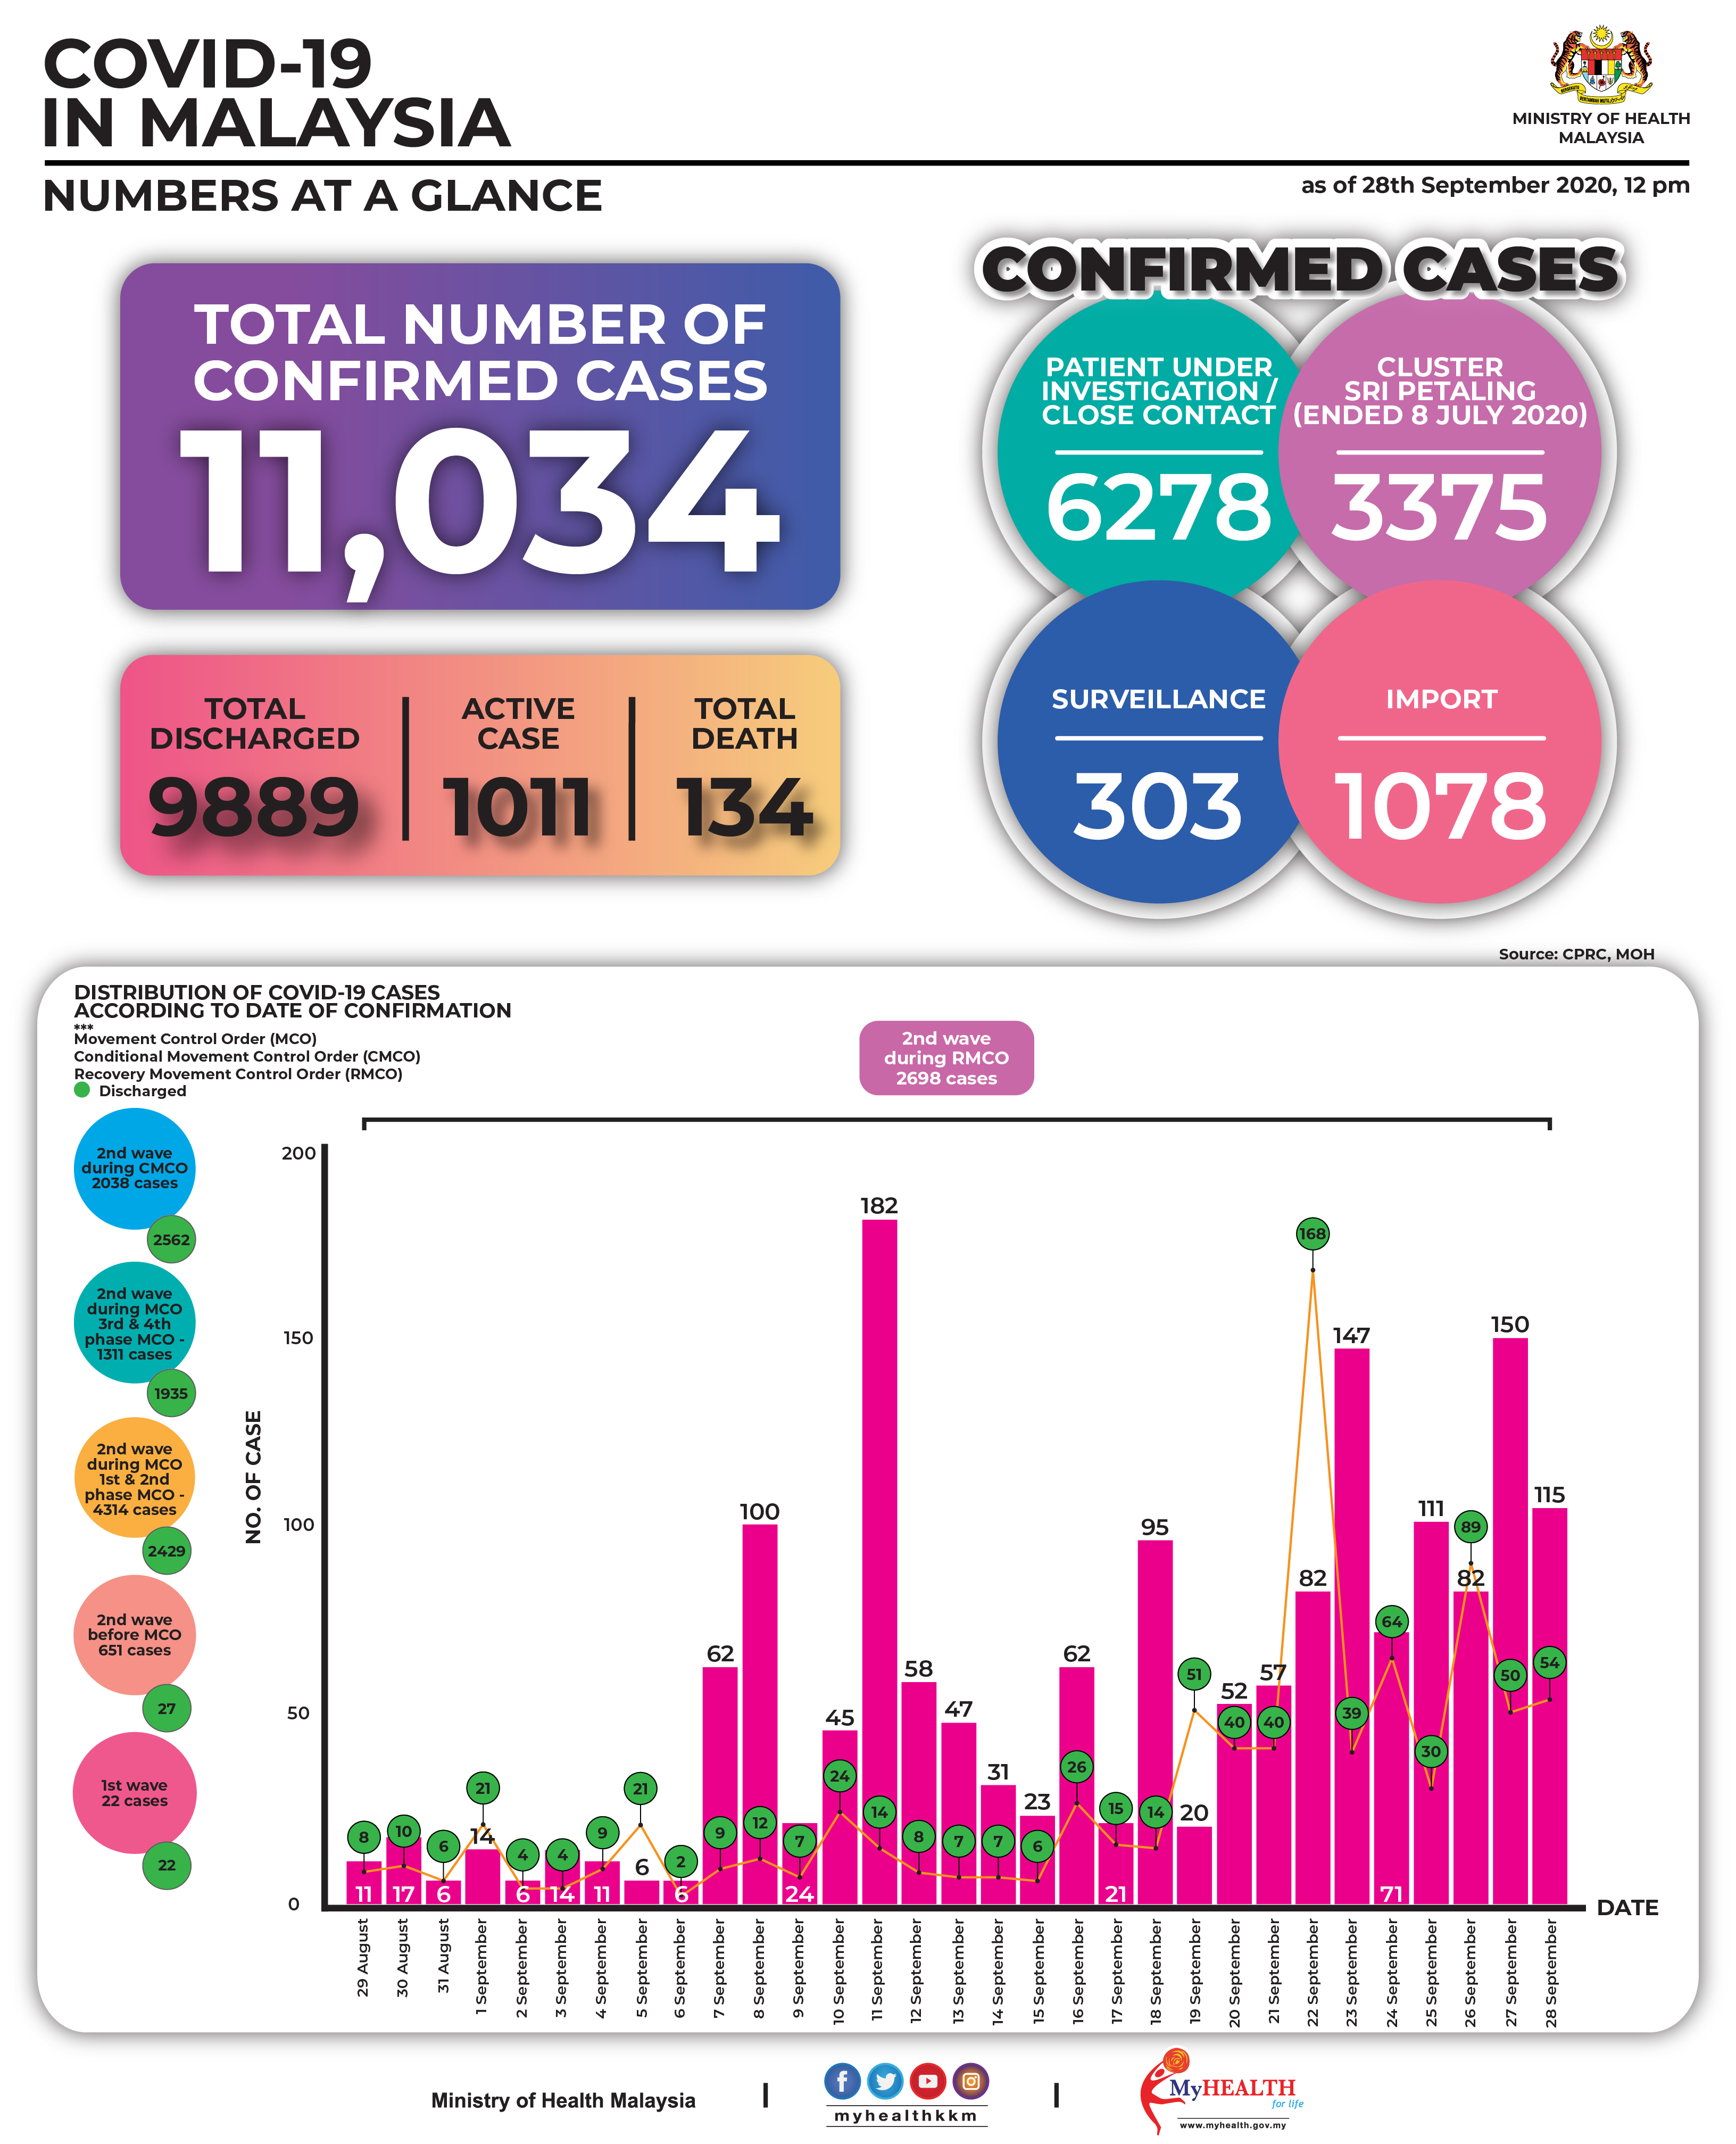 COVID-19
IN MALAYSIA
MINISTRY OF HEALTH
MALAYSIA
NUMBERS AT A GLANCE
as of 28th September 2020, 12 pm
TOTAL NUMBER OF
CONFIRMED CASES
11,034
TOTAL
DISCHARGED
9889
ACTIVE
CASE
1011
TOTAL
DEATH
134
CONFIRMED CASES
PATIENT UNDER
INVESTIGATION /
CLOSE CONTACT
6278
CLUSTER
SRI PETALING
(ENDED 8 JULY 2020)
3375
SURVEILLANCE
303
IMPORT
1078
Source: CPRC, MOH
DISTRIBUTION OF COVID-19 CASES
ACCORDING TO DATE OF CONFIRMATION
***
Movement Control Order (MCO)
Conditional Movement Control Order (CMCO)
Recovery Movement Control Order (RMCO)
Discharged
2nd wave
during RMCO
2698 cases
2nd wave
during CMCO
2038 cases
2562
2nd wave
during MCO
3rd & 4th
phase MCO -
1311 cases
1935
2nd wave
during MCO
1st & 2nd
phase MCO -
4314 cases
2429
2nd wave
before MCO
651 cases
27
1st wave
22 cases
22
NO. OF CASE
200
150
100
50
0
8
11
10
17
6
6
21
14
4
6
4
14
9
11
21
6
2
6
62
9
100
12
7
24
45
24
182
14
58
8
47
7
31
7
23
6
62
26
15
21
95
14
51
20
52
40
57
40
168
82
147
39
64
71
111
30
89
82
150
50
115
54
DATE
29 August
30 August
31 August
1 September
2 September
3 September
4 September
5 September
6 September
7 September
8 September
9 September
10 September
11 September
12 September
13 September
14 September
15 September
16 September
17 September
18 September
19 September
20 September
21 September
22 September
23 September
24 September
25 September
26 September
27 September
28 September
Ministry of Health Malaysia
myhealthkkm
MyHEALTH
for life
www.myhealth.gov.my